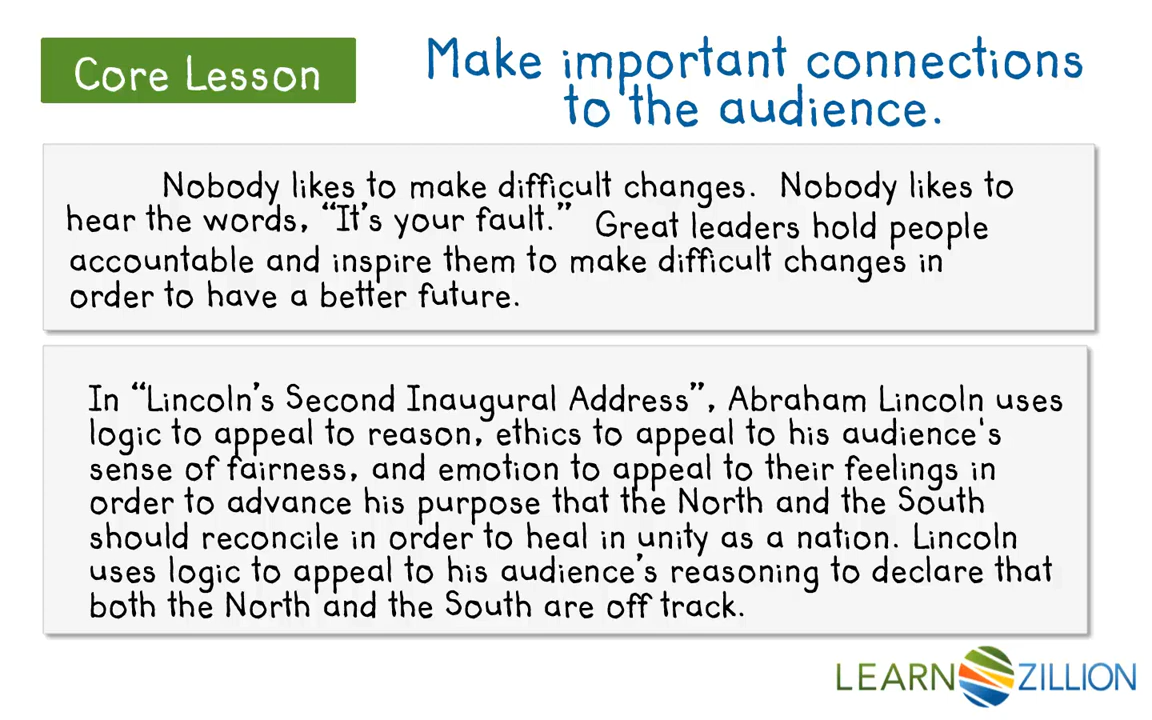 Core Lesson
Make important connections
to the audience.
Nobody likes to make difficult changes. Nobody likes to
hear the words, “It’s your fault.” Great leaders hold people
accountable and inspire them to make difficult changes in
order to have a better future.
In “Lincoln’s Second Inaugural Address”, Abraham Lincoln uses
logic to appeal to reason, ethics to appeal to his audience's
sense of fairness, and emotion to appeal to their feelings in
order to advance his purpose that the North and the South
should reconcile in order to heal in unity as a nation. Lincoln
uses logic to appeal to his audience’s reasoning to declare that
both the North and the South are off track.
LEARN ZILLION